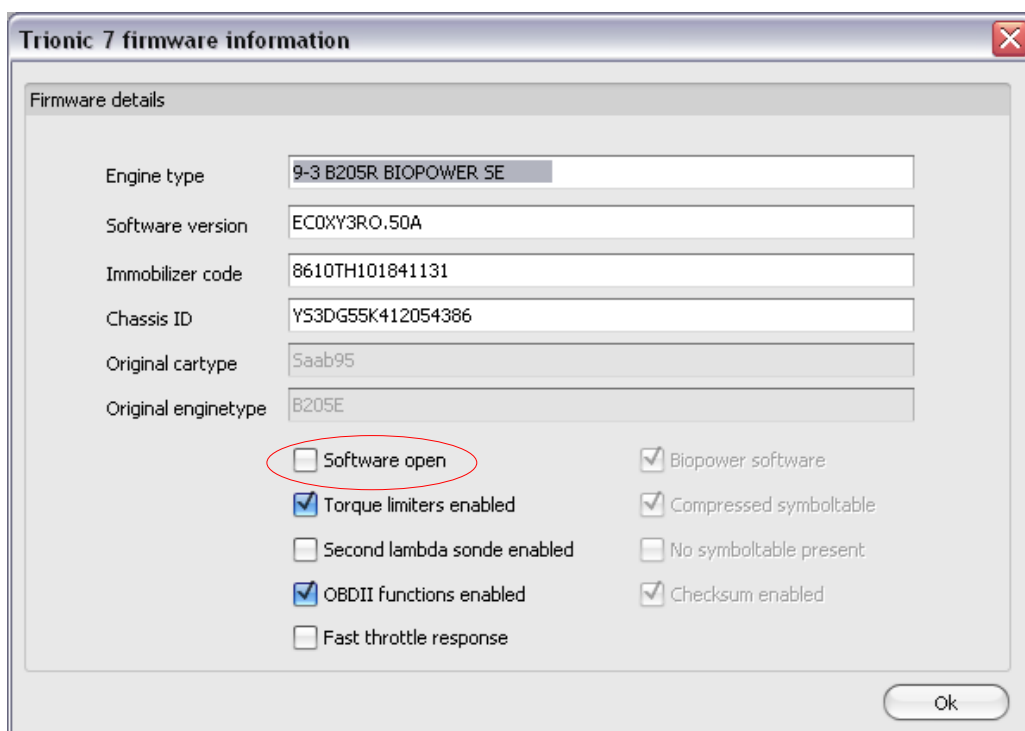 Trionic 7 firmware information
Firmware details
Engine type 9-3 B205R BIOPOWER SE
Software version EC0XY3RO.50A
Immobilizer code 8610TH101841131
Chassis ID YS3DG55K412054386
Original cartype Saab95
Original enginetype B205E
Software open Biopower software
Torque limiters enabled Compressed symboltable
Second lambda sonde enabled No symboltable present
OBDII functions enabled Checksum enabled
Fast throttle response
Ok